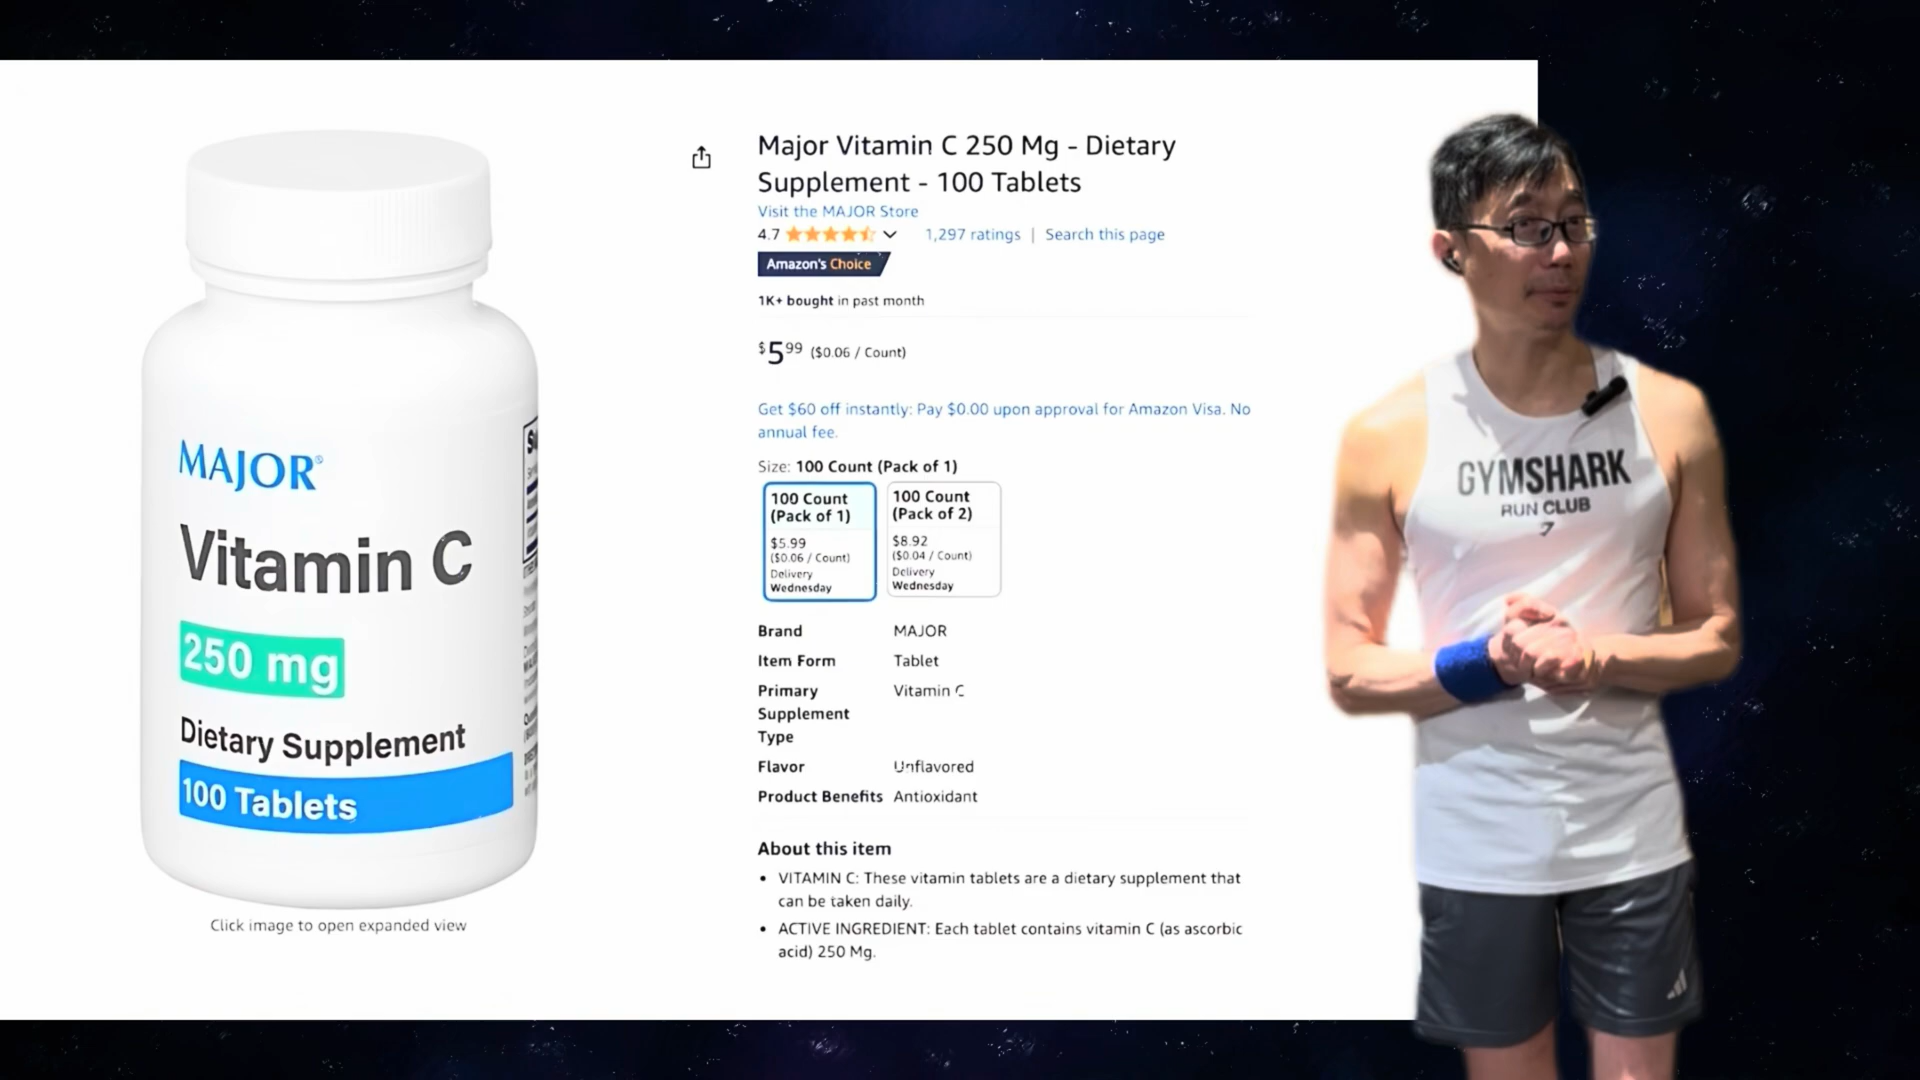 MAJOR®
Vitamin C
250 mg
Dietary Supplement
100 Tablets
Click image to open expanded view
Major Vitamin C 250 Mg - Dietary
Supplement - 100 Tablets
Visit the MAJOR Store
4.7
1,297 ratings | Search this page
Amazon's Choice
1K+ bought in past month
$5.99 ($0.06 / Count)
Get $60 off instantly: Pay $0.00 upon approval for Amazon Visa. No
annual fee.
Size: 100 Count (Pack of 1)
100 Count
(Pack of 1)
$5.99
($0.06 / Count)
Delivery
Wednesday
100 Count
(Pack of 2)
$8.92
($0.04 / Count)
Delivery
Wednesday
Brand MAJOR
Item Form Tablet
Primary Vitamin C
Supplement
Type
Flavor Unflavored
Product Benefits Antioxidant
About this item
• VITAMIN C: These vitamin tablets are a dietary supplement that
can be taken daily.
• ACTIVE INGREDIENT: Each tablet contains vitamin C (as ascorbic
acid) 250 Mg.
GYMSHARK
RUN CLUB